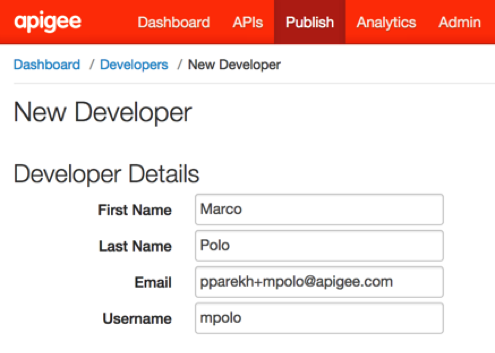 apigee Dashboard APIs Publish Analytics Admin
Dashboard / Developers / New Developer
New Developer
Developer Details
First Name Marco
Last Name Polo
Email pparekh+mpolo@apigee.com
Username mpolo